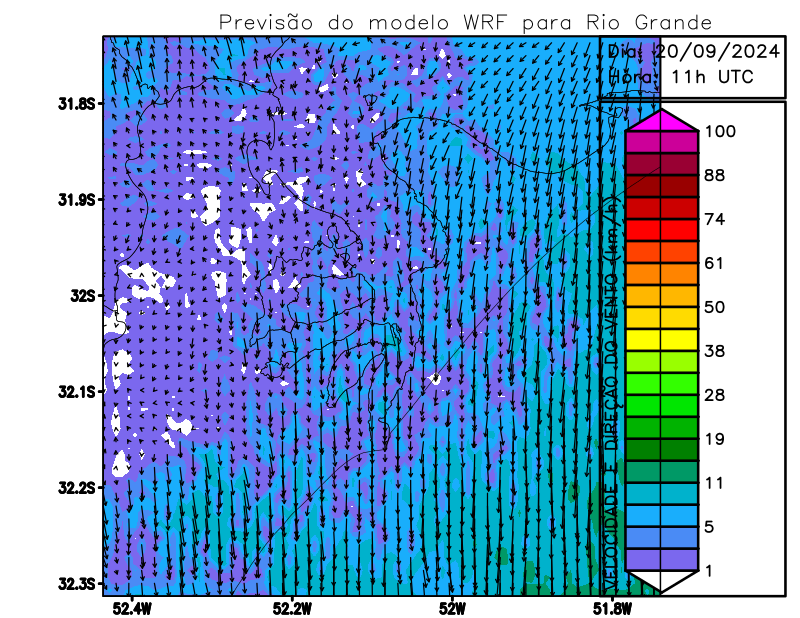 Previsão do modelo WRF para Rio Grande
Dia: 20/09/2024
Hora: 11h UTC
31.8S
31.9S
32S
32.1S
32.2S
32.3S
52.4W
52.2W
52W
51.8W
VELOCIDADE E DIREÇÃO DO VENTO (km/h)
100
88
74
61
50
38
28
19
11
5
1